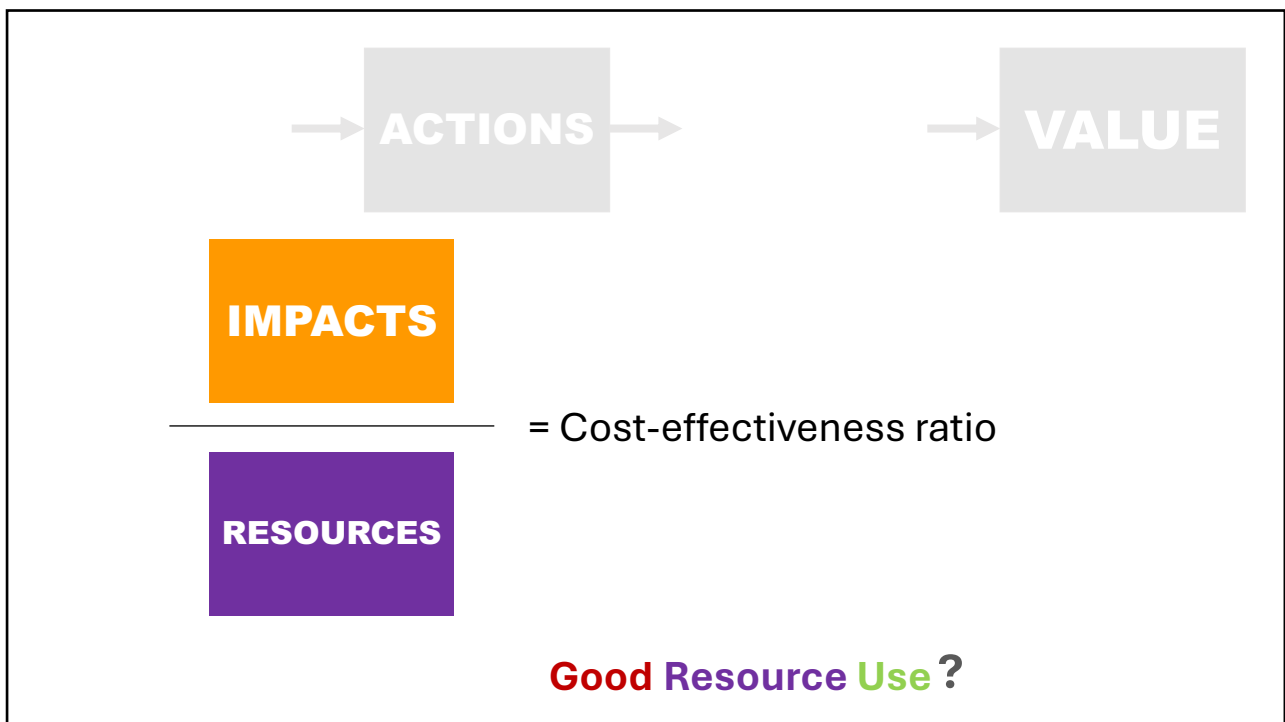 ACTIONS
VALUE
IMPACTS
= Cost-effectiveness ratio
RESOURCES
Good Resource Use ?